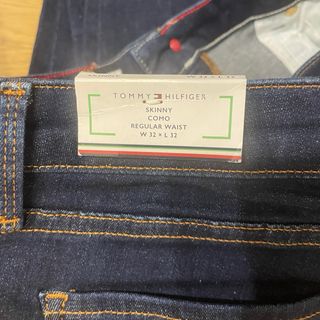 TOMMY HILFIGER
SKINNY
COMO
REGULAR WAIST
W 32 × L 32